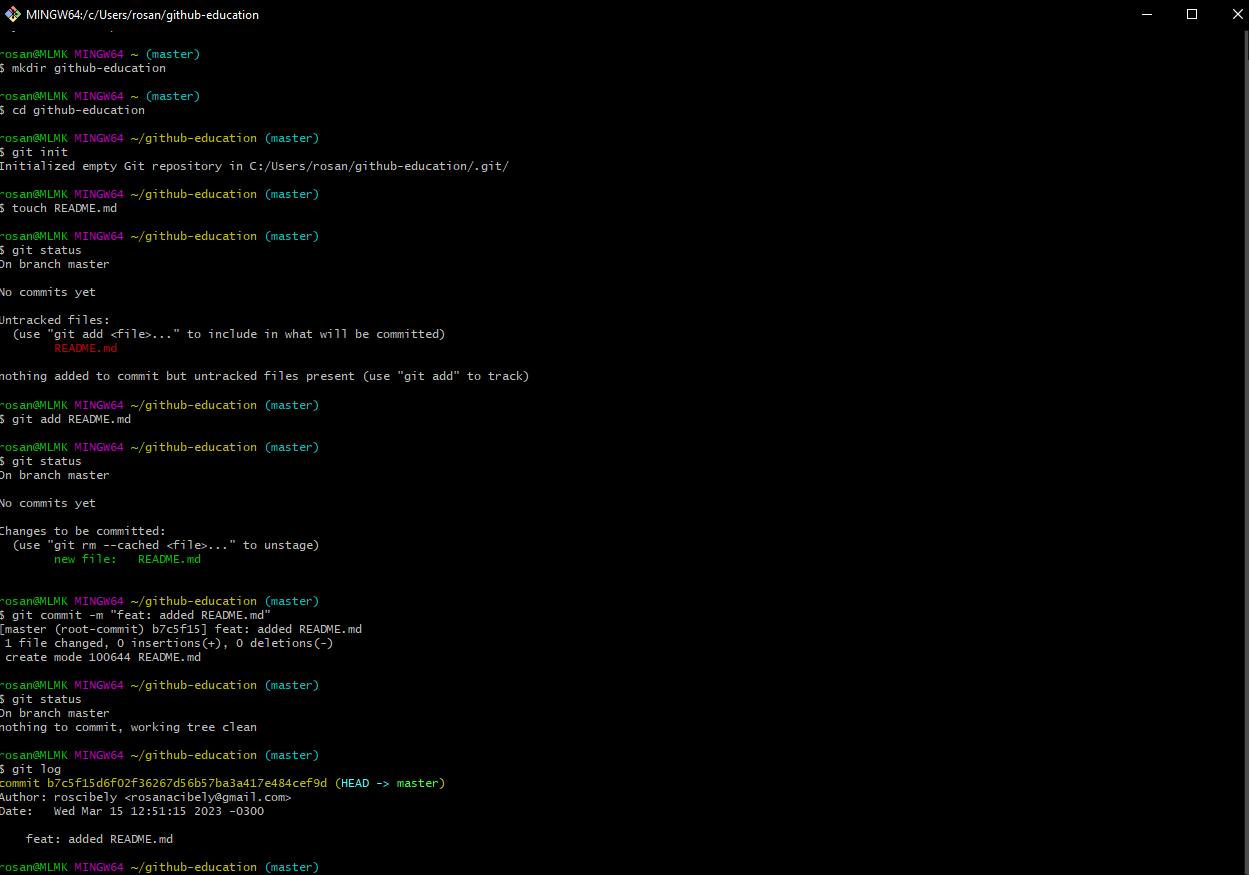 MINGW64:/c/Users/rosan/github-education
rosan@MLMK MINGW64 ~ (master)
$ mkdir github-education
rosan@MLMK MINGW64 ~ (master)
$ cd github-education
rosan@MLMK MINGW64 ~/github-education (master)
$ git init
Initialized empty Git repository in C:/Users/rosan/github-education/.git/
rosan@MLMK MINGW64 ~/github-education (master)
$ touch README.md
rosan@MLMK MINGW64 ~/github-education (master)
$ git status
On branch master
No commits yet
Untracked files:
(use "git add <file>..." to include in what will be committed)
README.md
nothing added to commit but untracked files present (use "git add" to track)
rosan@MLMK MINGW64 ~/github-education (master)
$ git add README.md
rosan@MLMK MINGW64 ~/github-education (master)
$ git status
On branch master
No commits yet
Changes to be committed:
(use "git rm --cached <file>..." to unstage)
new file:   README.md
rosan@MLMK MINGW64 ~/github-education (master)
$ git commit -m "feat: added README.md"
[master (root-commit) b7c5f15] feat: added README.md
1 file changed, 0 insertions(+), 0 deletions(-)
create mode 100644 README.md
rosan@MLMK MINGW64 ~/github-education (master)
$ git status
On branch master
nothing to commit, working tree clean
rosan@MLMK MINGW64 ~/github-education (master)
$ git log
commit b7c5f15d6f02f36267d56b57ba3a417e484cef9d (HEAD -> master)
Author: roscibely <rosanacibely@gmail.com>
Date:   Wed Mar 15 12:51:15 2023 -0300
feat: added README.md
rosan@MLMK MINGW64 ~/github-education (master)